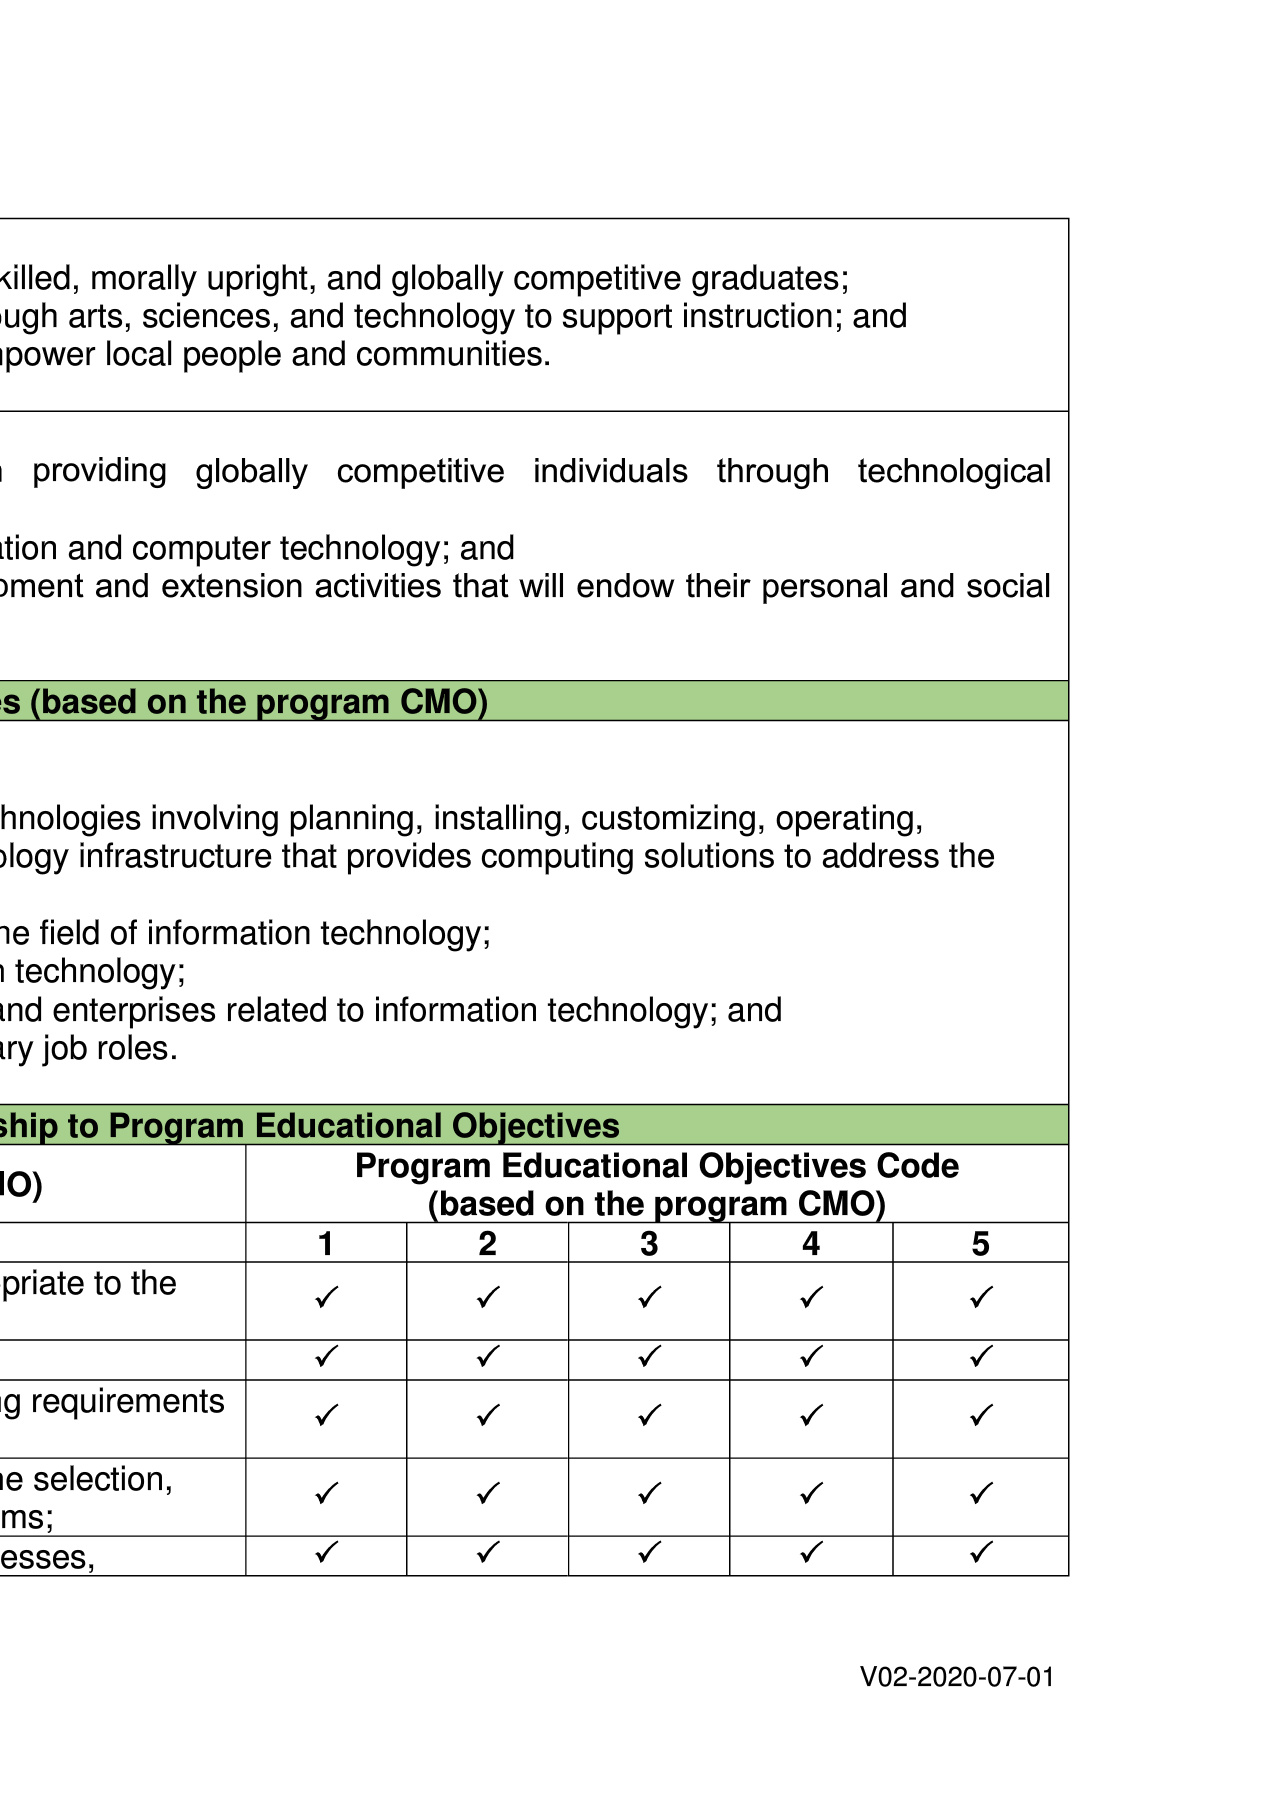 killed, morally upright, and globally competitive graduates;
ough arts, sciences, and technology to support instruction; and
power local people and communities.
providing globally competitive individuals through technological
ation and computer technology; and
pment and extension activities that will endow their personal and social
es (based on the program CMO)
hnologies involving planning, installing, customizing, operating,
ology infrastructure that provides computing solutions to address the
he field of information technology;
n technology;
and enterprises related to information technology; and
ary job roles.
ship to Program Educational Objectives
MO)
Program Educational Objectives Code
(based on the program CMO)
1 2 3 4 5
opriate to the
✓ ✓ ✓ ✓ ✓
✓ ✓ ✓ ✓ ✓
ng requirements
✓ ✓ ✓ ✓ ✓
he selection,
ms;
✓ ✓ ✓ ✓ ✓
esses,
✓ ✓ ✓ ✓ ✓
V02-2020-07-01